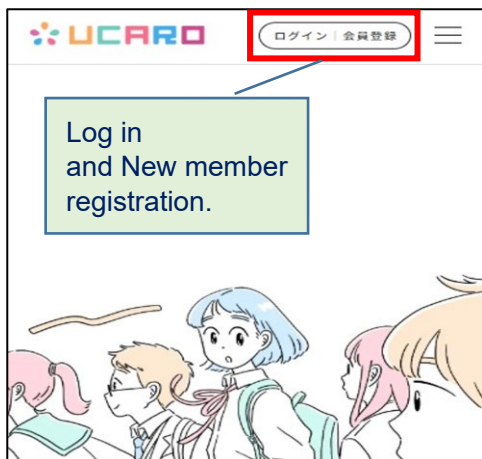 UCARO
ログイン | 会員登録
Log in
and New member
registration.